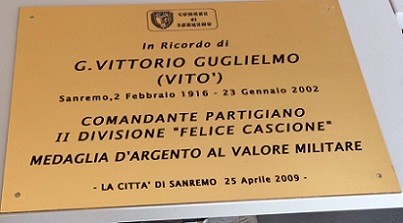 COMUNE
di
SANREMO
In Ricordo di
G.VITTORIO GUGLIELMO
(VITO')
Sanremo,2 Febbralo 1916 - 23 Gennaio 2002
COMANDANTE PARTIGIANO
II DIVISIONE "FELICE CASCIONE"
MEDAGLIA D'ARGENTO AL VALORE MILITARE
- LA CITTA' DI SANREMO 25 Aprile 2009 -